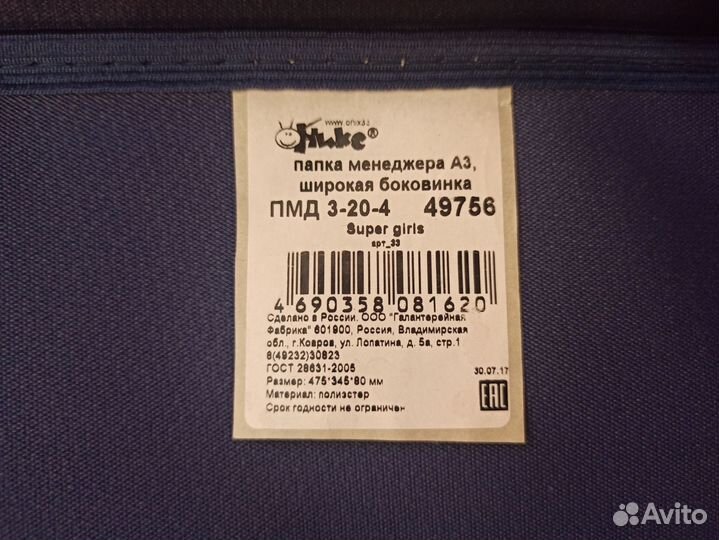 www.onix33
Оникс®
папка менеджера А3,
широкая боковинка
ПМД 3-20-4 49756
Super girls
арт_33
4 690358 081620
Сделано в России. ООО "Галантерейная
Фабрика" 601900, Россия, Владимирская
обл., г.Ковров, ул. Лопатина, д. 5а, стр.1
8(49232)30823
ГОСТ 28631-2005
30.07.17
Размер: 475*345*80 мм
Материал: полиэстер
Срок годности не ограничен
EAC
Avito